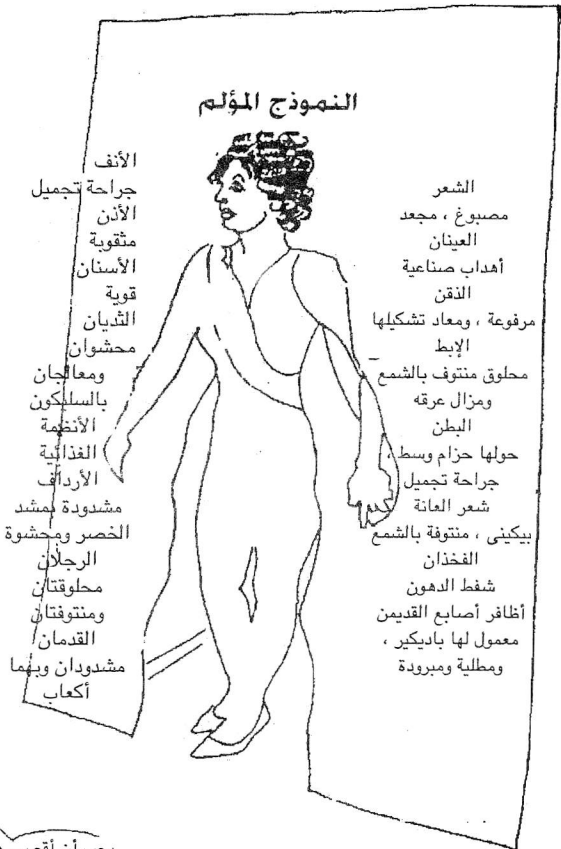 النموذج المؤلم
الشعر
مصبوغ ، مجعد
العينان
أهداب صناعية
الذقن
مرفوعة ، ومعاد تشكيلها
الإبط
محلوق منتوف بالشمع
ومزال عرقه
البطن
حولها حزام وسط ،
جراحة تجميل
شعر العانة
بيكينى ، منتوفة بالشمع
الفخذان
شفط الدهون
أظافر أصابع القديمن
معمول لها باديكير ،
ومطلية ومبرودة
الأنف
جراحة تجميل
الأذن
مثقوبة
الأسنان
قوية
الثديان
محشوان
ومعالجان
بالسليكون
الأنظمة
الغذائية
الأرداف
مشدودة بمشد
الخصر ومحشوة
الرجلان
محلوقتان
ومنتوفتان
القدمان
مشدودان وبهما
أكعاب